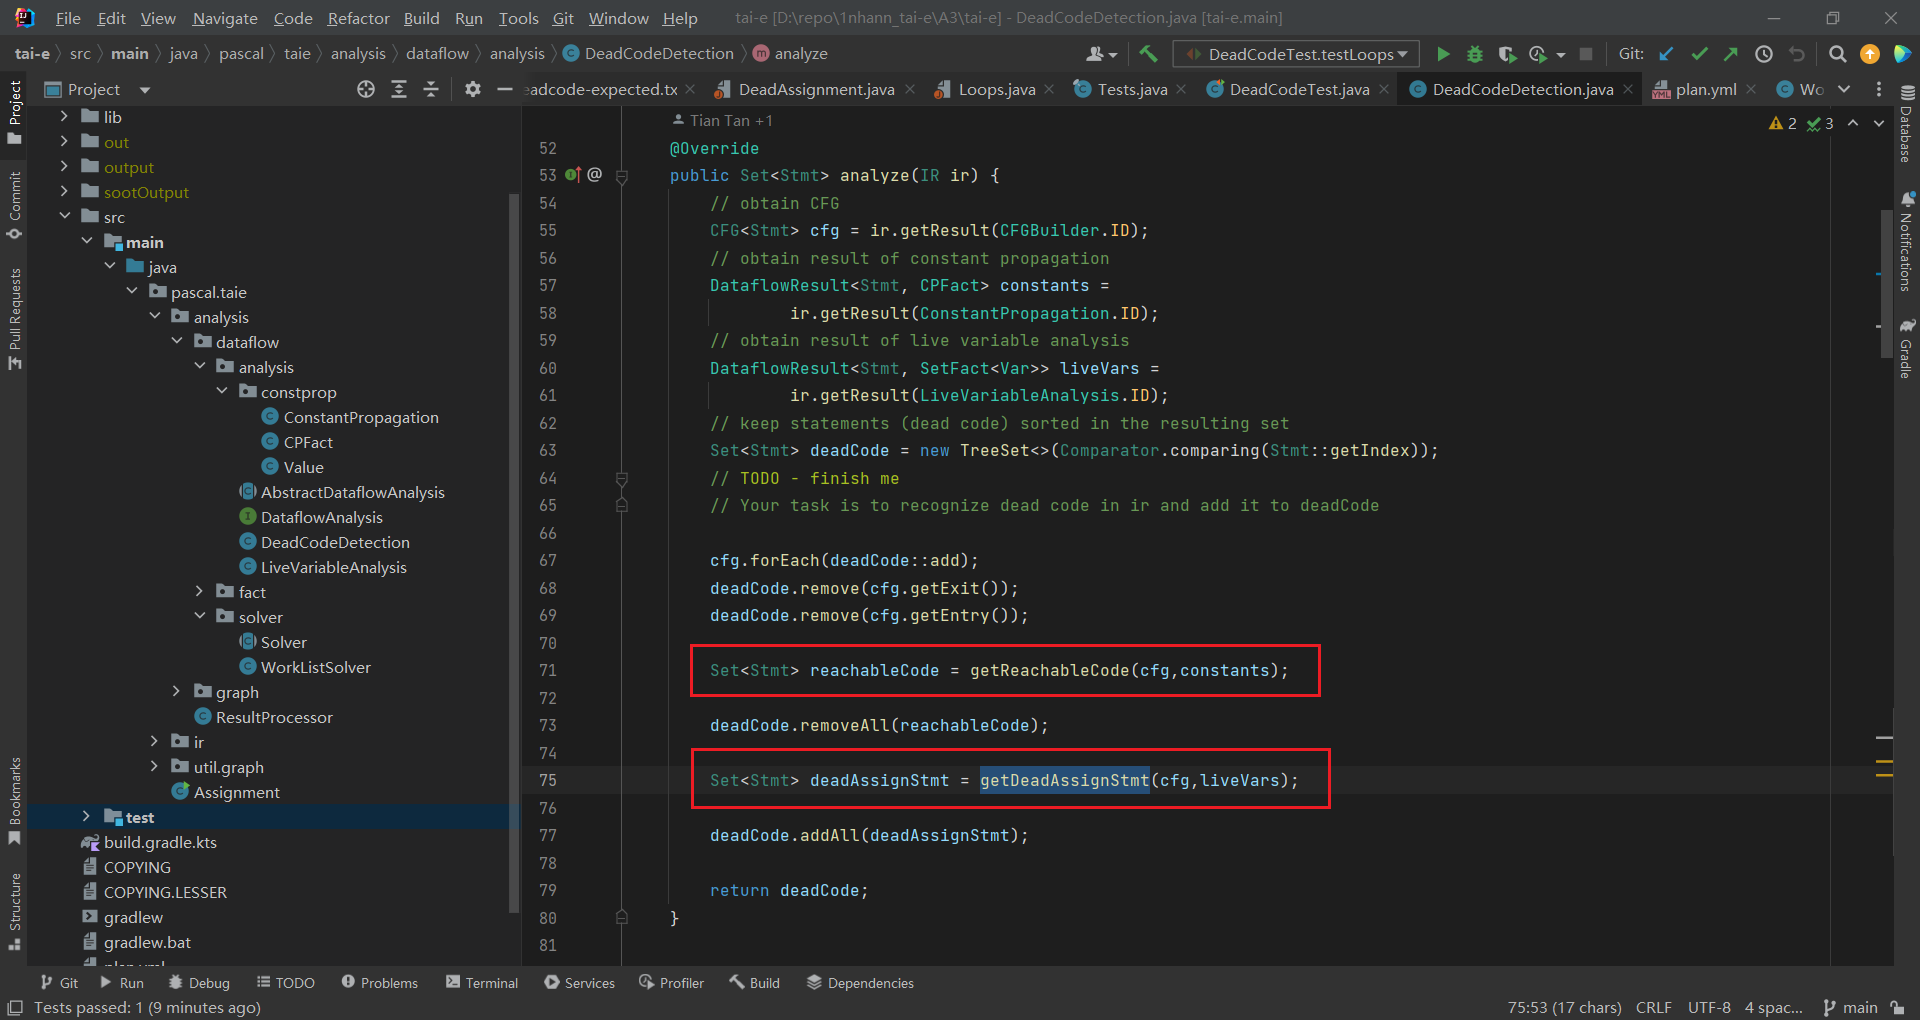 File Edit View Navigate Code Refactor Build Run Tools Git Window Help tai-e [D:\repo\1nhann_tai-e\A3\tai-e] - DeadCodeDetection.java [tai-e.main]
tai-e src main java pascal taie analysis dataflow analysis C DeadCodeDetection m analyze DeadCodeTest.testLoops Git:
Project eadcode-expected.tx DeadAssignment.java Loops.java Tests.java DeadCodeTest.java DeadCodeDetection.java plan.yml Wo
Project
Commit
Pull Requests
Bookmarks
Structure
lib
out
output
sootOutput
src
main
java
pascal.taie
analysis
dataflow
analysis
constprop
ConstantPropagation
CPFact
Value
AbstractDataflowAnalysis
DataflowAnalysis
DeadCodeDetection
LiveVariableAnalysis
fact
solver
Solver
WorkListSolver
graph
ResultProcessor
ir
util.graph
Assignment
test
build.gradle.kts
COPYING
COPYING.LESSER
gradlew
gradlew.bat
Tian Tan +1
2 3
52 @Override
53 public Set<Stmt> analyze(IR ir) {
54 // obtain CFG
55 CFG<Stmt> cfg = ir.getResult(CFGBuilder.ID);
56 // obtain result of constant propagation
57 DataflowResult<Stmt, CPFact> constants =
58 ir.getResult(ConstantPropagation.ID);
59 // obtain result of live variable analysis
60 DataflowResult<Stmt, SetFact<Var>> liveVars =
61 ir.getResult(LiveVariableAnalysis.ID);
62 // keep statements (dead code) sorted in the resulting set
63 Set<Stmt> deadCode = new TreeSet<>(Comparator.comparing(Stmt::getIndex));
64 // TODO - finish me
65 // Your task is to recognize dead code in ir and add it to deadCode
66
67 cfg.forEach(deadCode::add);
68 deadCode.remove(cfg.getExit());
69 deadCode.remove(cfg.getEntry());
70
71 Set<Stmt> reachableCode = getReachableCode(cfg,constants);
72
73 deadCode.removeAll(reachableCode);
74
75 Set<Stmt> deadAssignStmt = getDeadAssignStmt(cfg,liveVars);
76
77 deadCode.addAll(deadAssignStmt);
78
79 return deadCode;
80 }
81
Database
Notifications
Gradle
Git Run Debug TODO Problems Terminal Services Profiler Build Dependencies
Tests passed: 1 (9 minutes ago) 75:53 (17 chars) CRLF UTF-8 4 spac... main